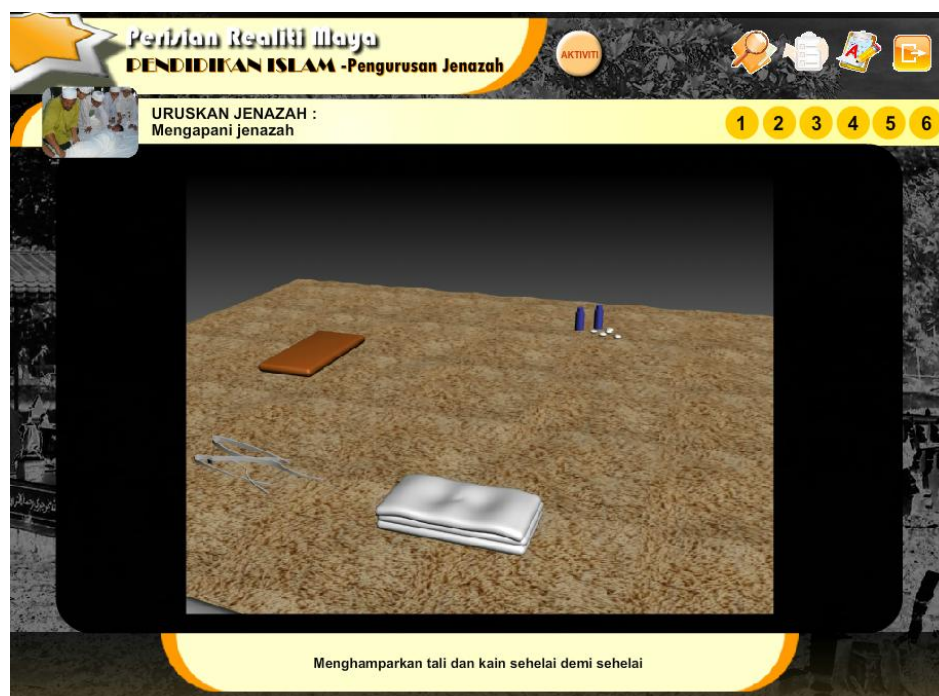 Perisian Realiti Maya
PENDIDIKAN ISLAM -Pengurusan Jenazah
AKTIVITI
URUSKAN JENAZAH :
Mengapani jenazah
1 2 3 4 5 6
Menghamparkan tali dan kain sehelai demi sehelai